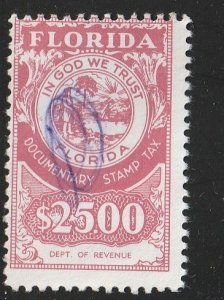 FLORIDA
IN GOD WE TRUST
FLORIDA
DOCUMENTARY STAMP TAX
$2500
DEPT. OF REVENUE